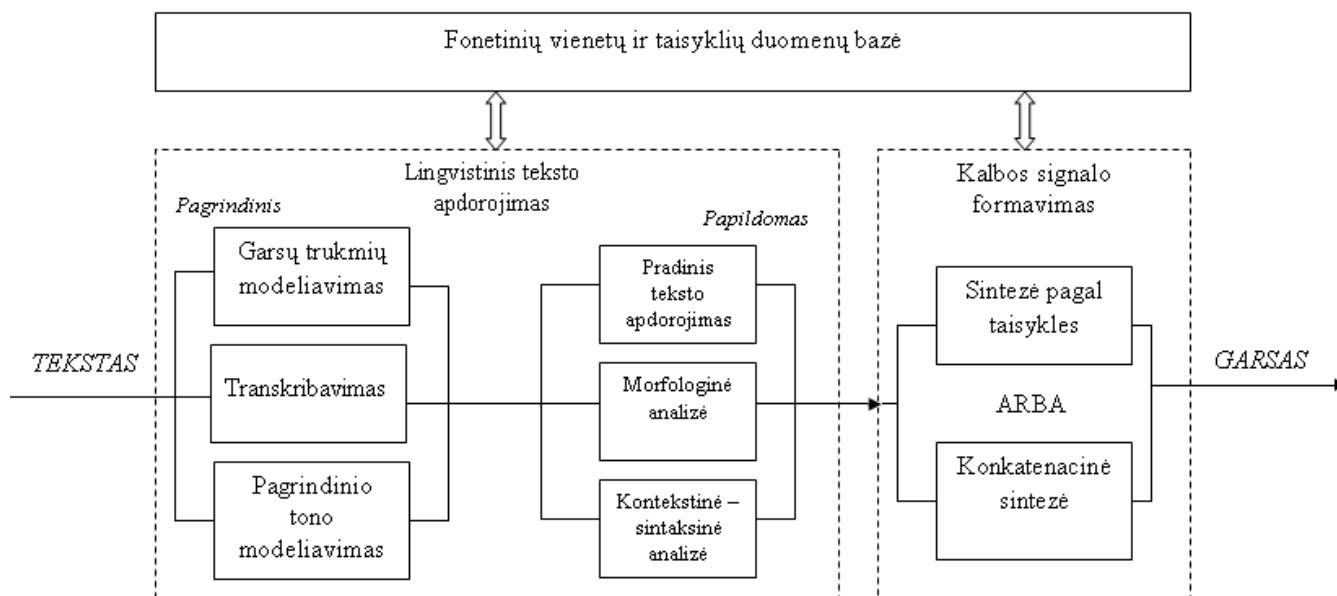 Fonetinių vienetų ir taisyklių duomenų bazė
Lingvistinis teksto
apdorojimas
Pagrindinis
Papildomas
Garsų trukmių
modeliavimas
Transkribavimas
Pagrindinio
tono
modeliavimas
Pradinis
teksto
apdorojimas
Morfologinė
analizė
Kontekstinė –
sintaksinė
analizė
Kalbos signalo
formavimas
Sintezė pagal
taisykles
ARBA
Konkatenacinė
sintezė
TEKSTAS
GARSAS